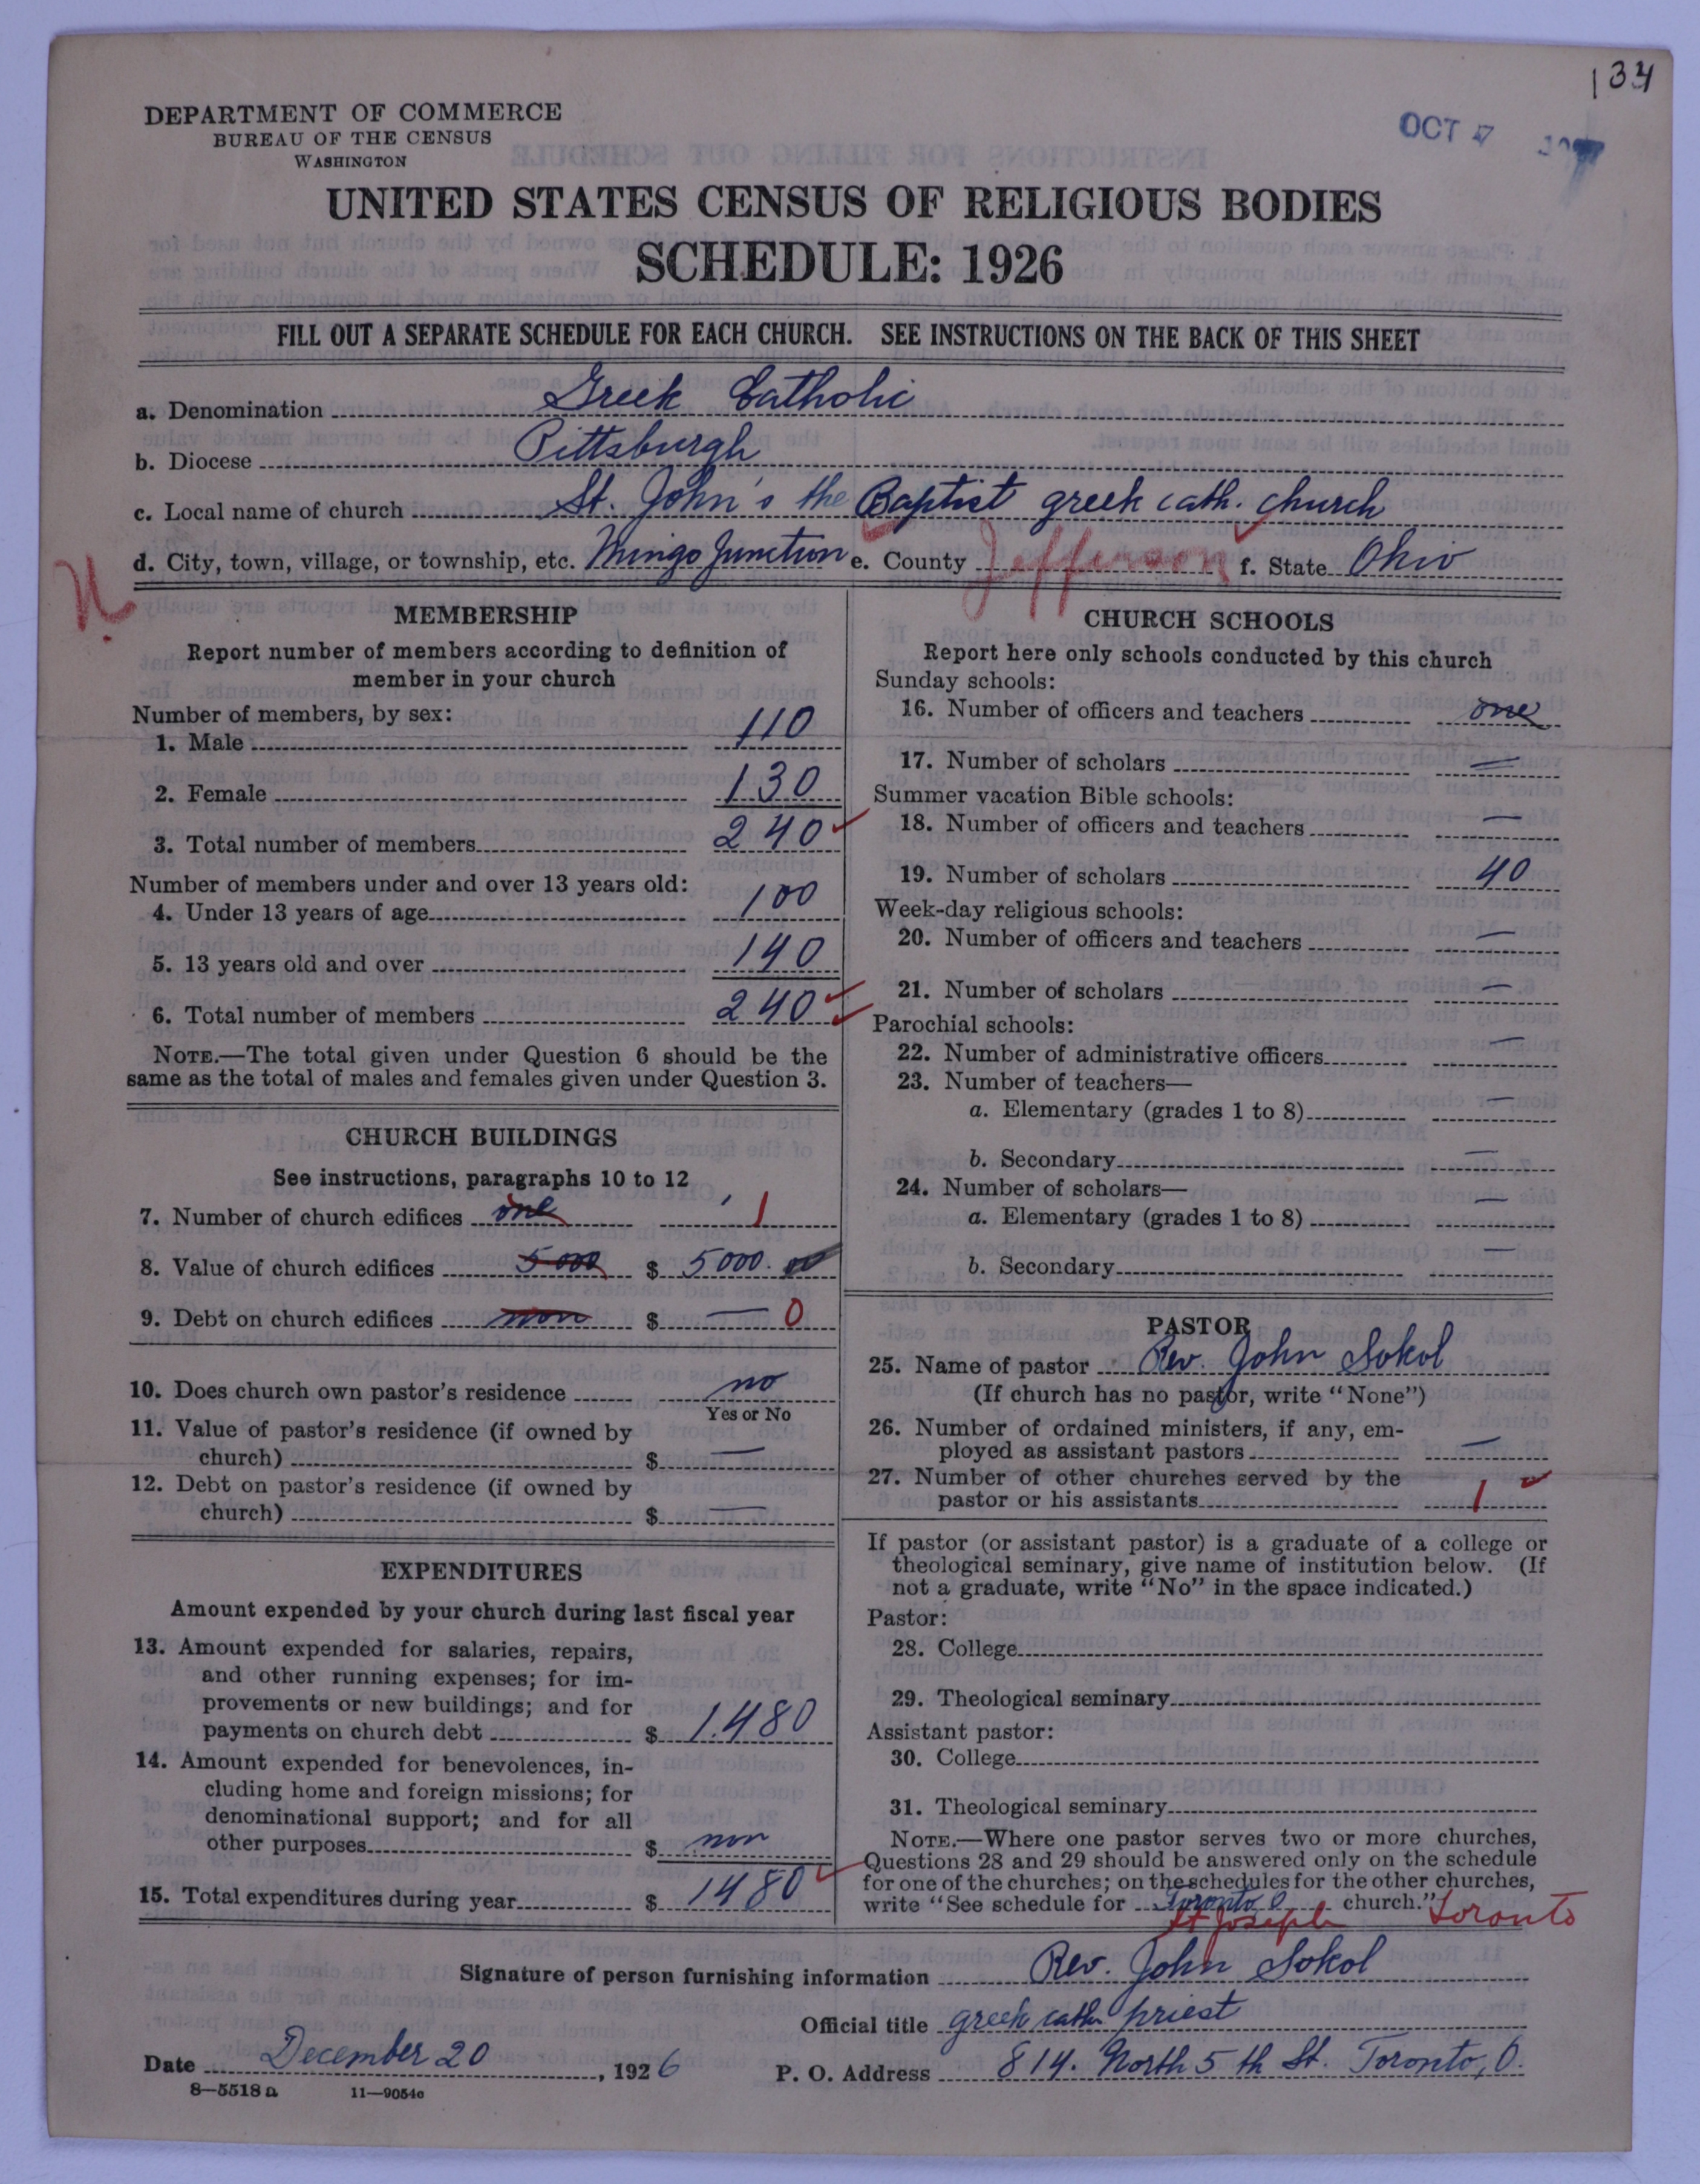 134
OCT 7
DEPARTMENT OF COMMERCE
BUREAU OF THE CENSUS
WASHINGTON
UNITED STATES CENSUS OF RELIGIOUS BODIES
SCHEDULE: 1926
FILL OUT A SEPARATE SCHEDULE FOR EACH CHURCH. SEE INSTRUCTIONS ON THE BACK OF THIS SHEET
a. Denomination Greek Catholic
b. Diocese Pittsburgh
c. Local name of church St. John's the Baptist greek cath. church
d. City, town, village, or township, etc. Mingo Junction e. County Jefferson f. State Ohio
MEMBERSHIP
Report number of members according to definition of
member in your church
Number of members, by sex:
1. Male 110
2. Female 130
3. Total number of members 240
Number of members under and over 13 years old:
4. Under 13 years of age 100
5. 13 years old and over 140
6. Total number of members 240
NOTE.—The total given under Question 6 should be the
same as the total of males and females given under Question 3.
CHURCH BUILDINGS
See instructions, paragraphs 10 to 12
7. Number of church edifices one 1
8. Value of church edifices 5000 $ 5000.00
9. Debt on church edifices non $ — 0
10. Does church own pastor's residence no
Yes or No
11. Value of pastor's residence (if owned by
church) $ —
12. Debt on pastor's residence (if owned by
church) $ —
EXPENDITURES
Amount expended by your church during last fiscal year
13. Amount expended for salaries, repairs,
and other running expenses; for im-
provements or new buildings; and for
payments on church debt $ 1.480
14. Amount expended for benevolences, in-
cluding home and foreign missions; for
denominational support; and for all
other purposes $ non
15. Total expenditures during year $ 1480
CHURCH SCHOOLS
Report here only schools conducted by this church
Sunday schools:
16. Number of officers and teachers one
17. Number of scholars —
Summer vacation Bible schools:
18. Number of officers and teachers —
19. Number of scholars 40
Week-day religious schools:
20. Number of officers and teachers —
21. Number of scholars —
Parochial schools:
22. Number of administrative officers —
23. Number of teachers—
a. Elementary (grades 1 to 8) —
b. Secondary —
24. Number of scholars—
a. Elementary (grades 1 to 8) —
b. Secondary —
PASTOR
25. Name of pastor Rev. John Sokol
(If church has no pastor, write "None")
26. Number of ordained ministers, if any, em-
ployed as assistant pastors —
27. Number of other churches served by the
pastor or his assistants 1
If pastor (or assistant pastor) is a graduate of a college or
theological seminary, give name of institution below. (If
not a graduate, write "No" in the space indicated.)
Pastor:
28. College
29. Theological seminary
Assistant pastor:
30. College
31. Theological seminary
NOTE.—Where one pastor serves two or more churches,
Questions 28 and 29 should be answered only on the schedule
for one of the churches; on the schedules for the other churches,
write "See schedule for Toronto O church." Toronto
St Joseph
Signature of person furnishing information Rev. John Sokol
Official title greek cath. priest
Date December 20, 1926 P. O. Address 814. North 5th St. Toronto, O.
8—5518a 11—9054c